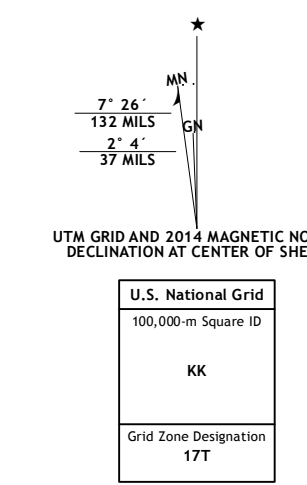 ★
MN
7° 26´
132 MILS
GN
2° 4´
37 MILS
UTM GRID AND 2014 MAGNETIC NO
DECLINATION AT CENTER OF SHE
U.S. National Grid
100,000-m Square ID
KK
Grid Zone Designation
17T